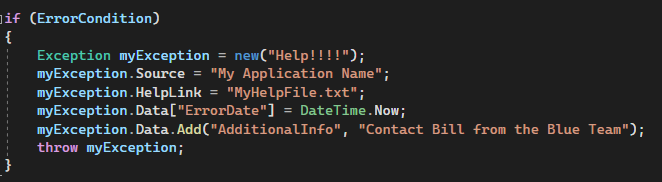 if (ErrorCondition)
{
    Exception myException = new("Help!!!!");
    myException.Source = "My Application Name";
    myException.HelpLink = "MyHelpFile.txt";
    myException.Data["ErrorDate"] = DateTime.Now;
    myException.Data.Add("AdditionalInfo", "Contact Bill from the Blue Team");
    throw myException;
}